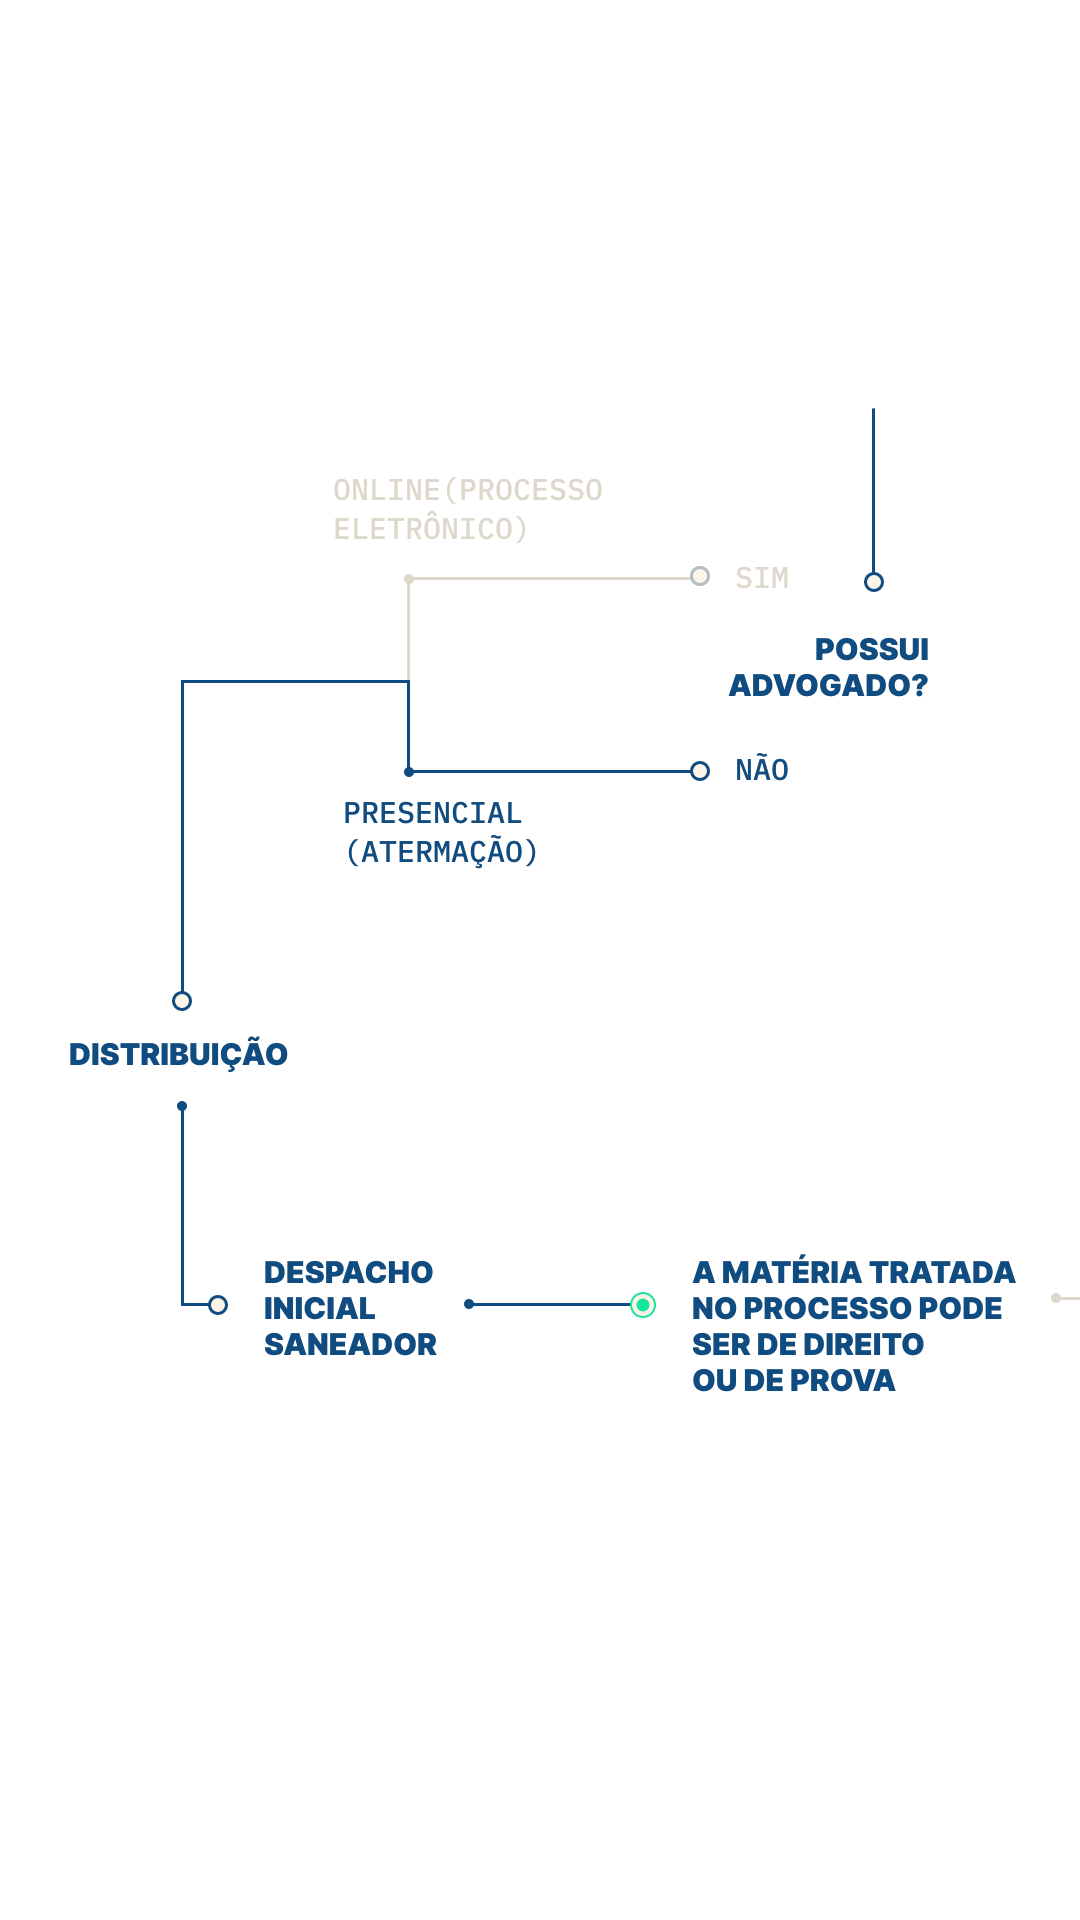 ONLINE(PROCESSO
ELETRÔNICO)
SIM
POSSUI
ADVOGADO?
NÃO
PRESENCIAL
(ATERMAÇÃO)
DISTRIBUIÇÃO
DESPACHO
INICIAL
SANEADOR
A MATÉRIA TRATADA
NO PROCESSO PODE
SER DE DIREITO
OU DE PROVA